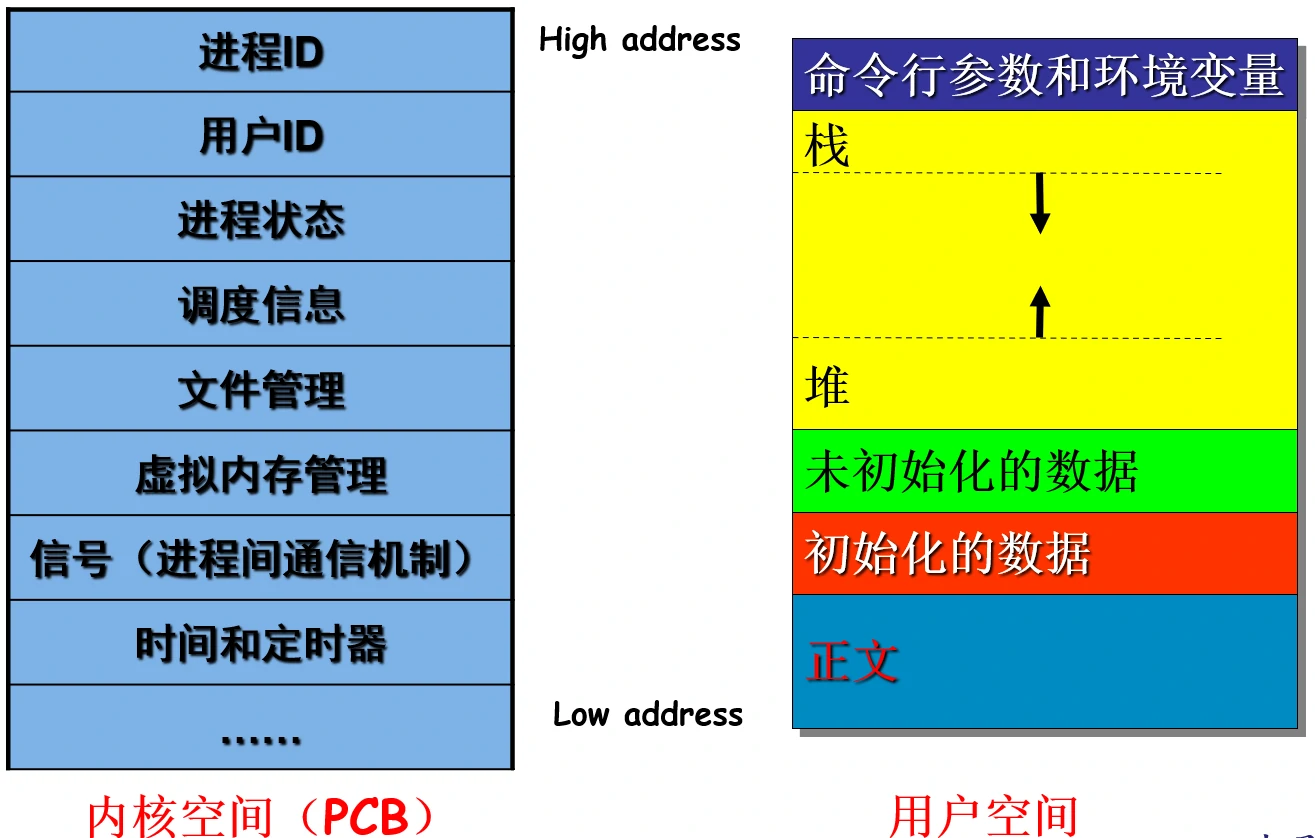 进程ID
用户ID
进程状态
调度信息
文件管理
虚拟内存管理
信号（进程间通信机制）
时间和定时器
……
内核空间（PCB）
High address
Low address
命令行参数和环境变量
栈
堆
未初始化的数据
初始化的数据
正文
用户空间